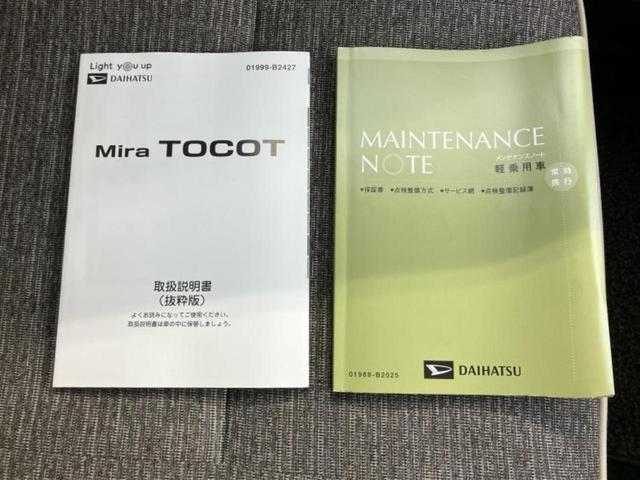 Light you up
DAIHATSU
01999-B2427
Mira TOCOT
取扱説明書
(抜粋版)
よくお読みになってご使用ください。
取扱説明書は車の中に保管しましょう。
MAINTENANCE
NOTE
メンテナンスノート
軽乗用車
常時
携行
●保証書 ●点検整備方式 ●サービス網 ●点検整備記録簿
01989-B2025
DAIHATSU